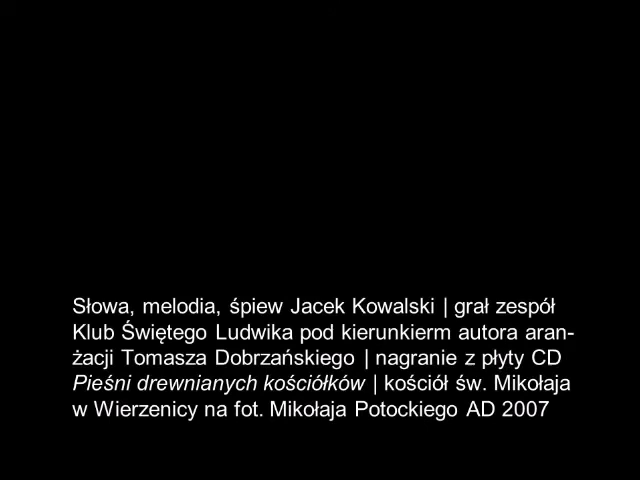 Słowa, melodia, śpiew Jacek Kowalski | grał zespół
Klub Świętego Ludwika pod kierunkierm autora aran-
żacji Tomasza Dobrzańskiego | nagranie z płyty CD
Pieśni drewnianych kościółków | kościół św. Mikołaja
w Wierzenicy na fot. Mikołaja Potockiego AD 2007